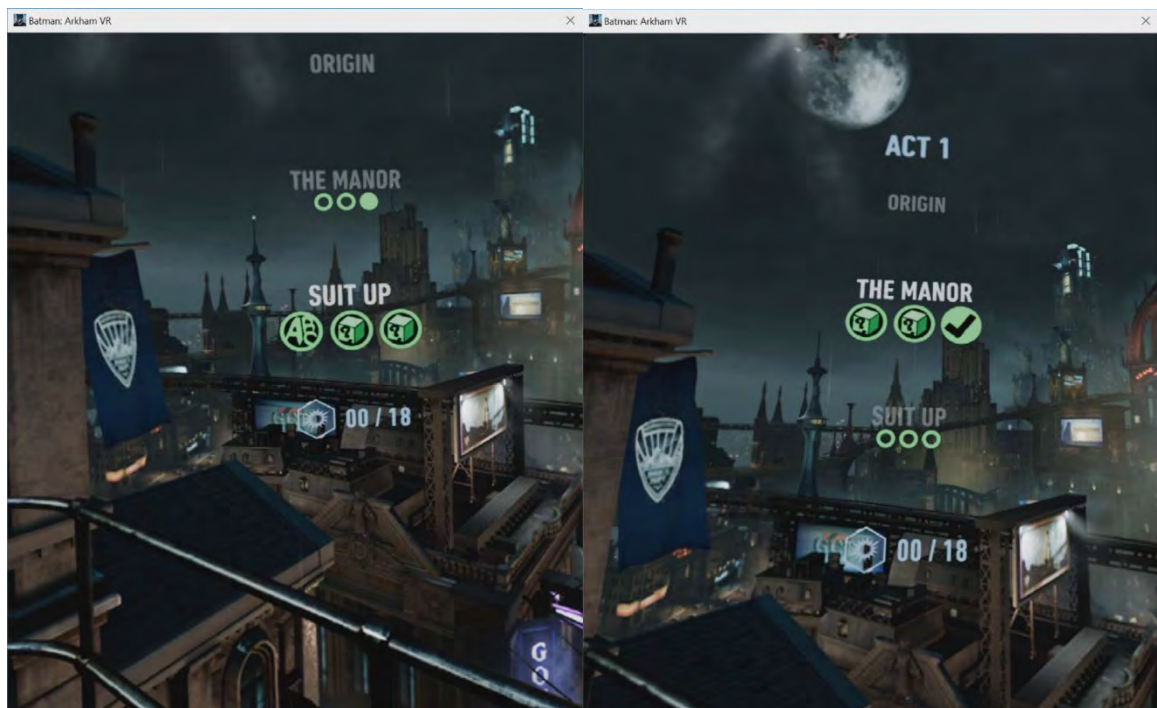 Batman: Arkham VR
ORIGIN
THE MANOR
SUIT UP
00 / 18
GO
Batman: Arkham VR
ACT 1
ORIGIN
THE MANOR
SUIT UP
00 / 18